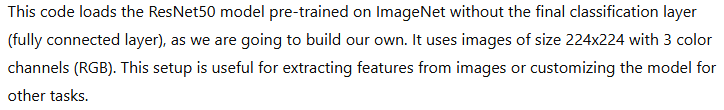 This code loads the ResNet50 model pre-trained on ImageNet without the final classification layer
(fully connected layer), as we are going to build our own. It uses images of size 224x224 with 3 color
channels (RGB). This setup is useful for extracting features from images or customizing the model for
other tasks.